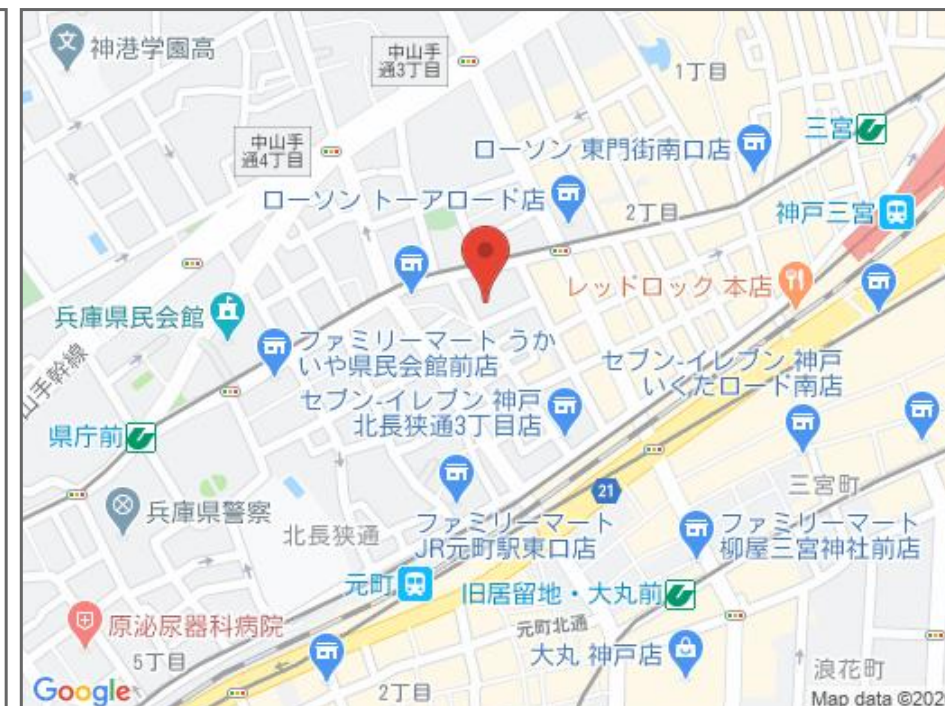 神港学園高
中山手
通3丁目
1丁目
中山手
通4丁目
ローソン 東門街南口店
三宮
ローソン トーアロード店
2丁目
神戸三宮
レッドロック 本店
兵庫県民会館
ファミリーマート うか
いや県民会館前店
セブン-イレブン 神戸
いくたロード南店
山手幹線
セブン-イレブン 神戸
北長狭通3丁目店
県庁前
21
三宮町
兵庫県警察
北長狭通
ファミリーマート
JR元町駅東口店
ファミリーマート
柳屋三宮神社前店
元町
旧居留地・大丸前
原泌尿器科病院
元町北通
5丁目
大丸 神戸店
浪花町
Google
2丁目
Map data ©202